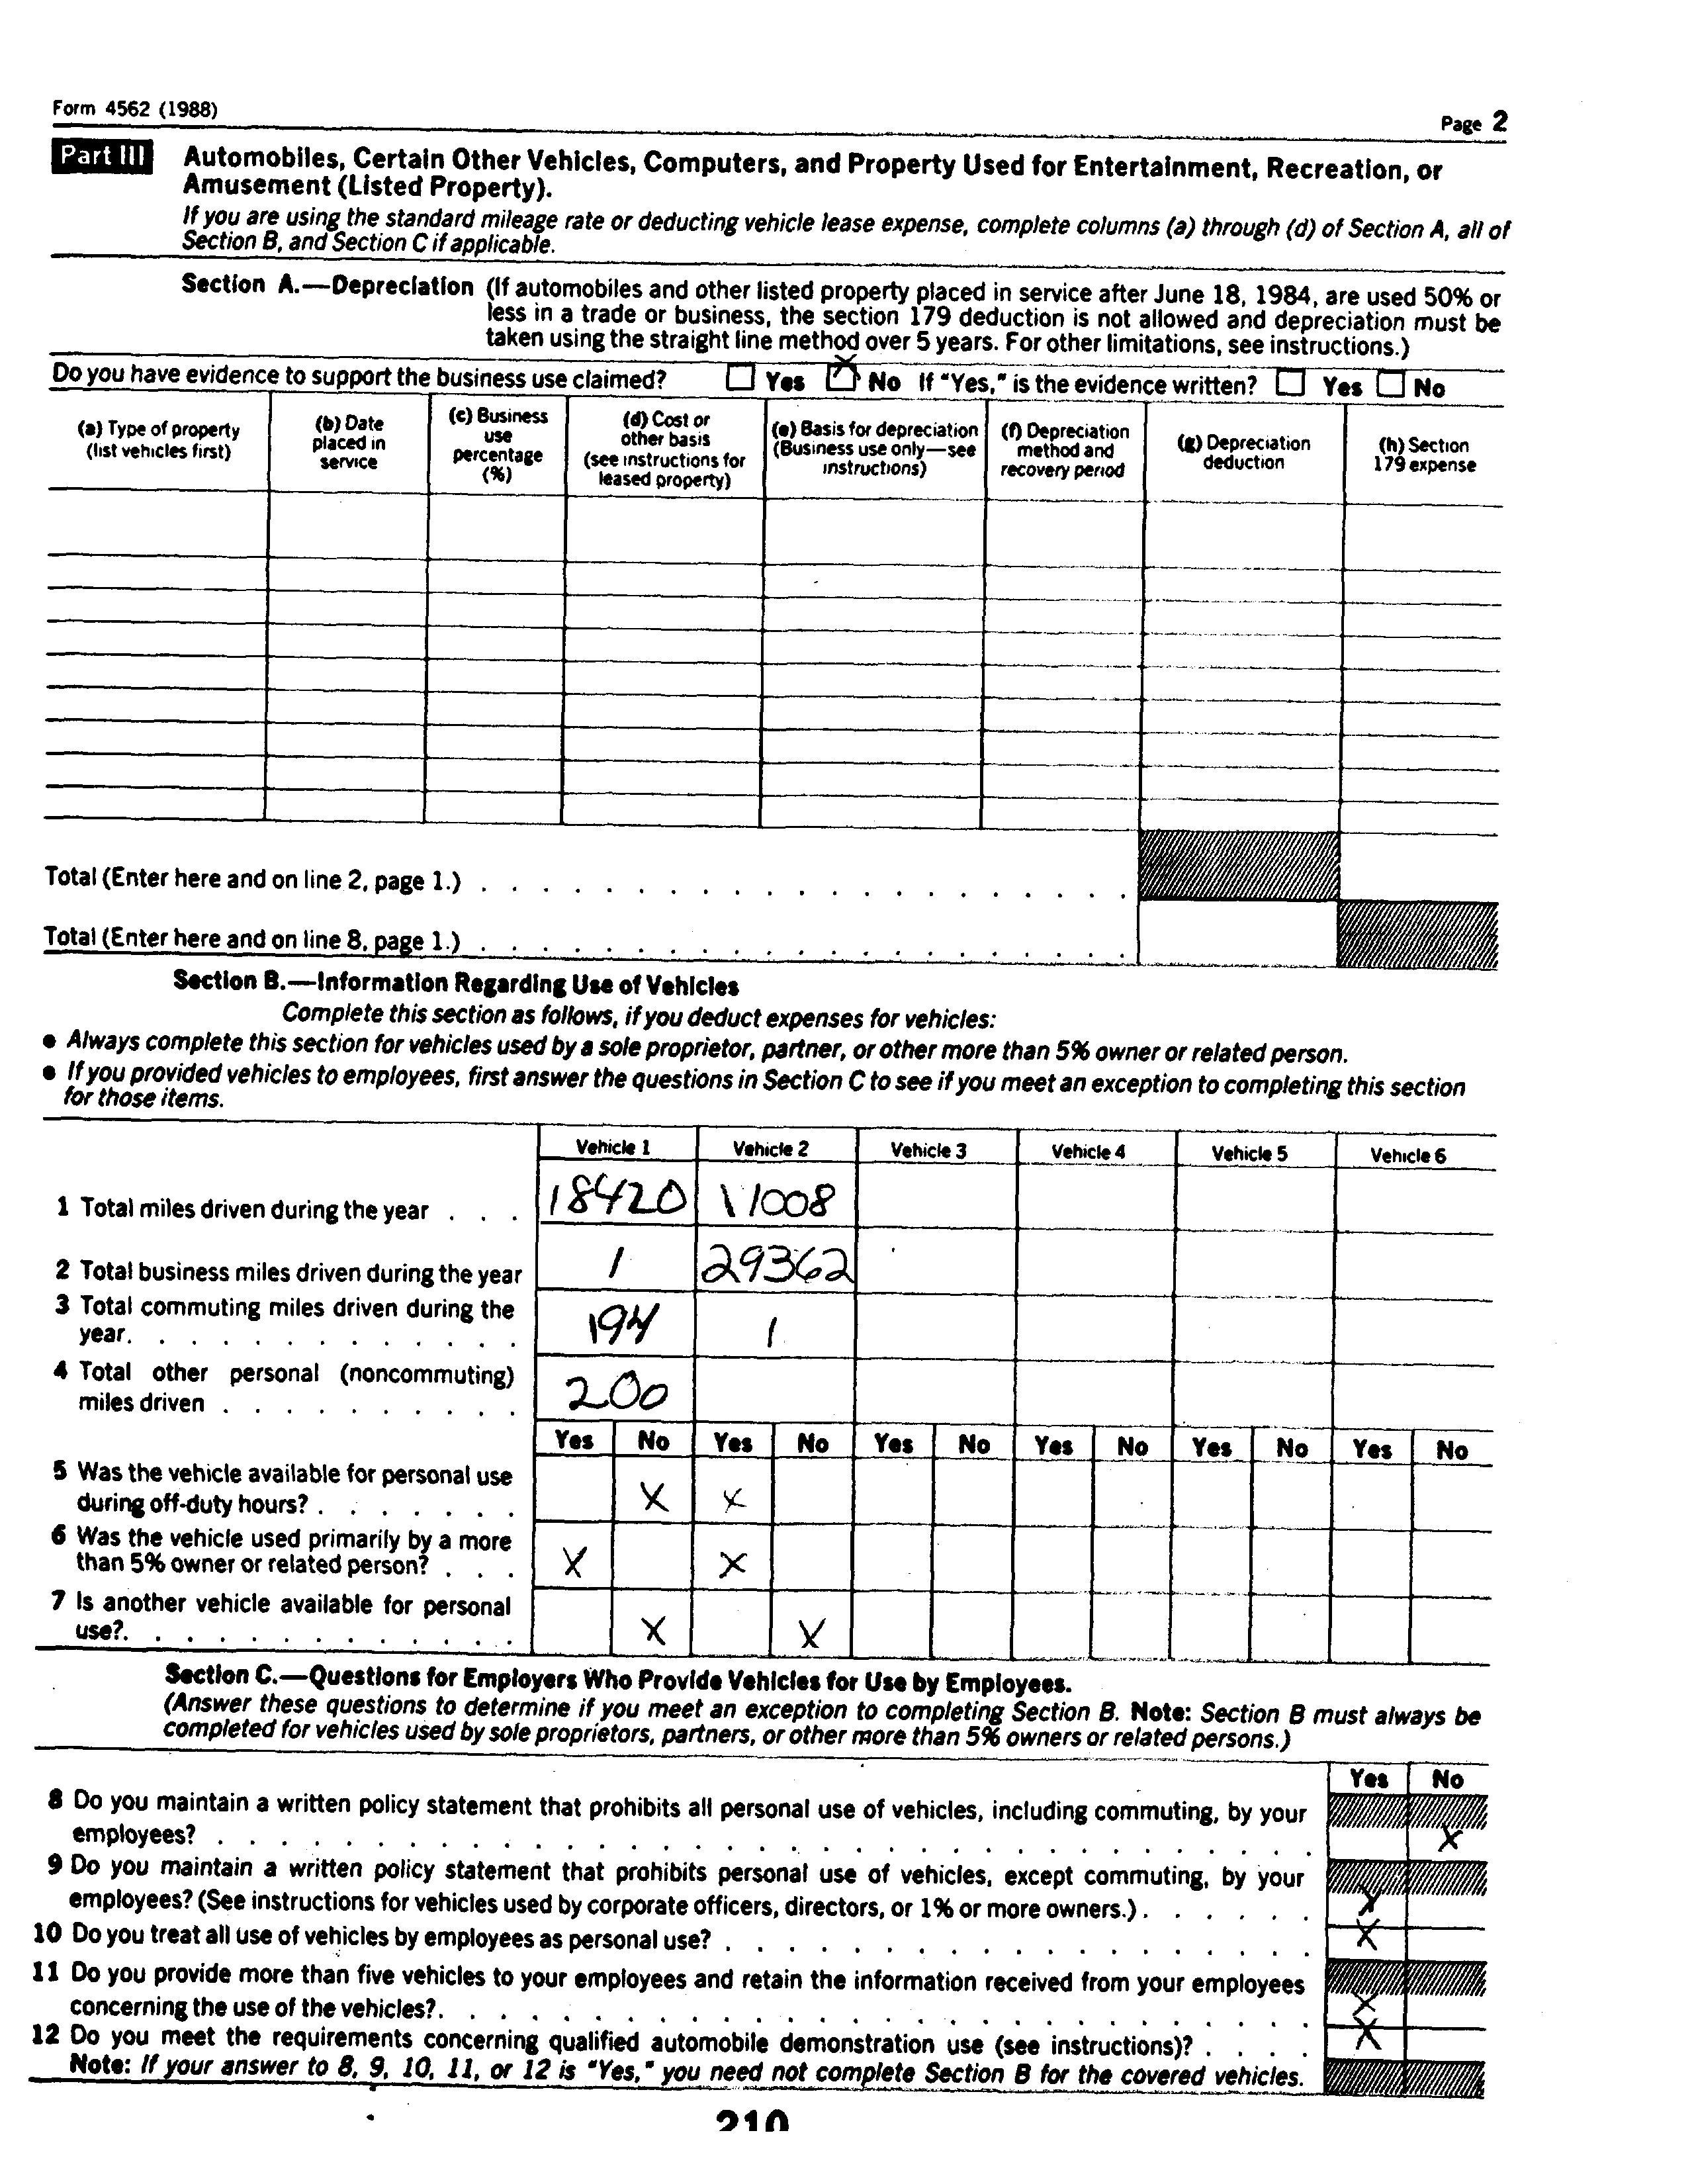 Form 4562 (1988)
Page 2
Part III Automobiles, Certain Other Vehicles, Computers, and Property Used for Entertainment, Recreation, or
Amusement (Listed Property).
If you are using the standard mileage rate or deducting vehicle lease expense, complete columns (a) through (d) of Section A, all of
Section B, and Section C if applicable.
Section A.—Depreciation (If automobiles and other listed property placed in service after June 18, 1984, are used 50% or
less in a trade or business, the section 179 deduction is not allowed and depreciation must be
taken using the straight line method over 5 years. For other limitations, see instructions.)
Do you have evidence to support the business use claimed? Yes X No If "Yes," is the evidence written? Yes No
(a) Type of property
(list vehicles first)
(b) Date
placed in
service
(c) Business
use
percentage
(%)
(d) Cost or
other basis
(see instructions for
leased property)
(e) Basis for depreciation
(Business use only—see
instructions)
(f) Depreciation
method and
recovery period
(g) Depreciation
deduction
(h) Section
179 expense
Total (Enter here and on line 2, page 1.)
Total (Enter here and on line 8, page 1.)
Section B.—Information Regarding Use of Vehicles
Complete this section as follows, if you deduct expenses for vehicles:
● Always complete this section for vehicles used by a sole proprietor, partner, or other more than 5% owner or related person.
● If you provided vehicles to employees, first answer the questions in Section C to see if you meet an exception to completing this section
for those items.
Vehicle 1 Vehicle 2 Vehicle 3 Vehicle 4 Vehicle 5 Vehicle 6
1 Total miles driven during the year . . . 18420 11008
2 Total business miles driven during the year 1 29362
3 Total commuting miles driven during the
year. . . . . . . . . . . . . 194 1
4 Total other personal (noncommuting)
miles driven . . . . . . . . . . 200
Yes No Yes No Yes No Yes No Yes No Yes No
5 Was the vehicle available for personal use
during off-duty hours? . . . . . . . X X
6 Was the vehicle used primarily by a more
than 5% owner or related person? . . . X X
7 Is another vehicle available for personal
use?. . . . . . . . . . . . . X X
Section C.—Questions for Employers Who Provide Vehicles for Use by Employees.
(Answer these questions to determine if you meet an exception to completing Section B. Note: Section B must always be
completed for vehicles used by sole proprietors, partners, or other more than 5% owners or related persons.)
Yes No
8 Do you maintain a written policy statement that prohibits all personal use of vehicles, including commuting, by your
employees? X
9 Do you maintain a written policy statement that prohibits personal use of vehicles, except commuting, by your
employees? (See instructions for vehicles used by corporate officers, directors, or 1% or more owners.) . . . . . . X
10 Do you treat all use of vehicles by employees as personal use? X
11 Do you provide more than five vehicles to your employees and retain the information received from your employees
concerning the use of the vehicles?. X
12 Do you meet the requirements concerning qualified automobile demonstration use (see instructions)? . . . . X
Note: If your answer to 8, 9, 10, 11, or 12 is "Yes," you need not complete Section B for the covered vehicles.
210